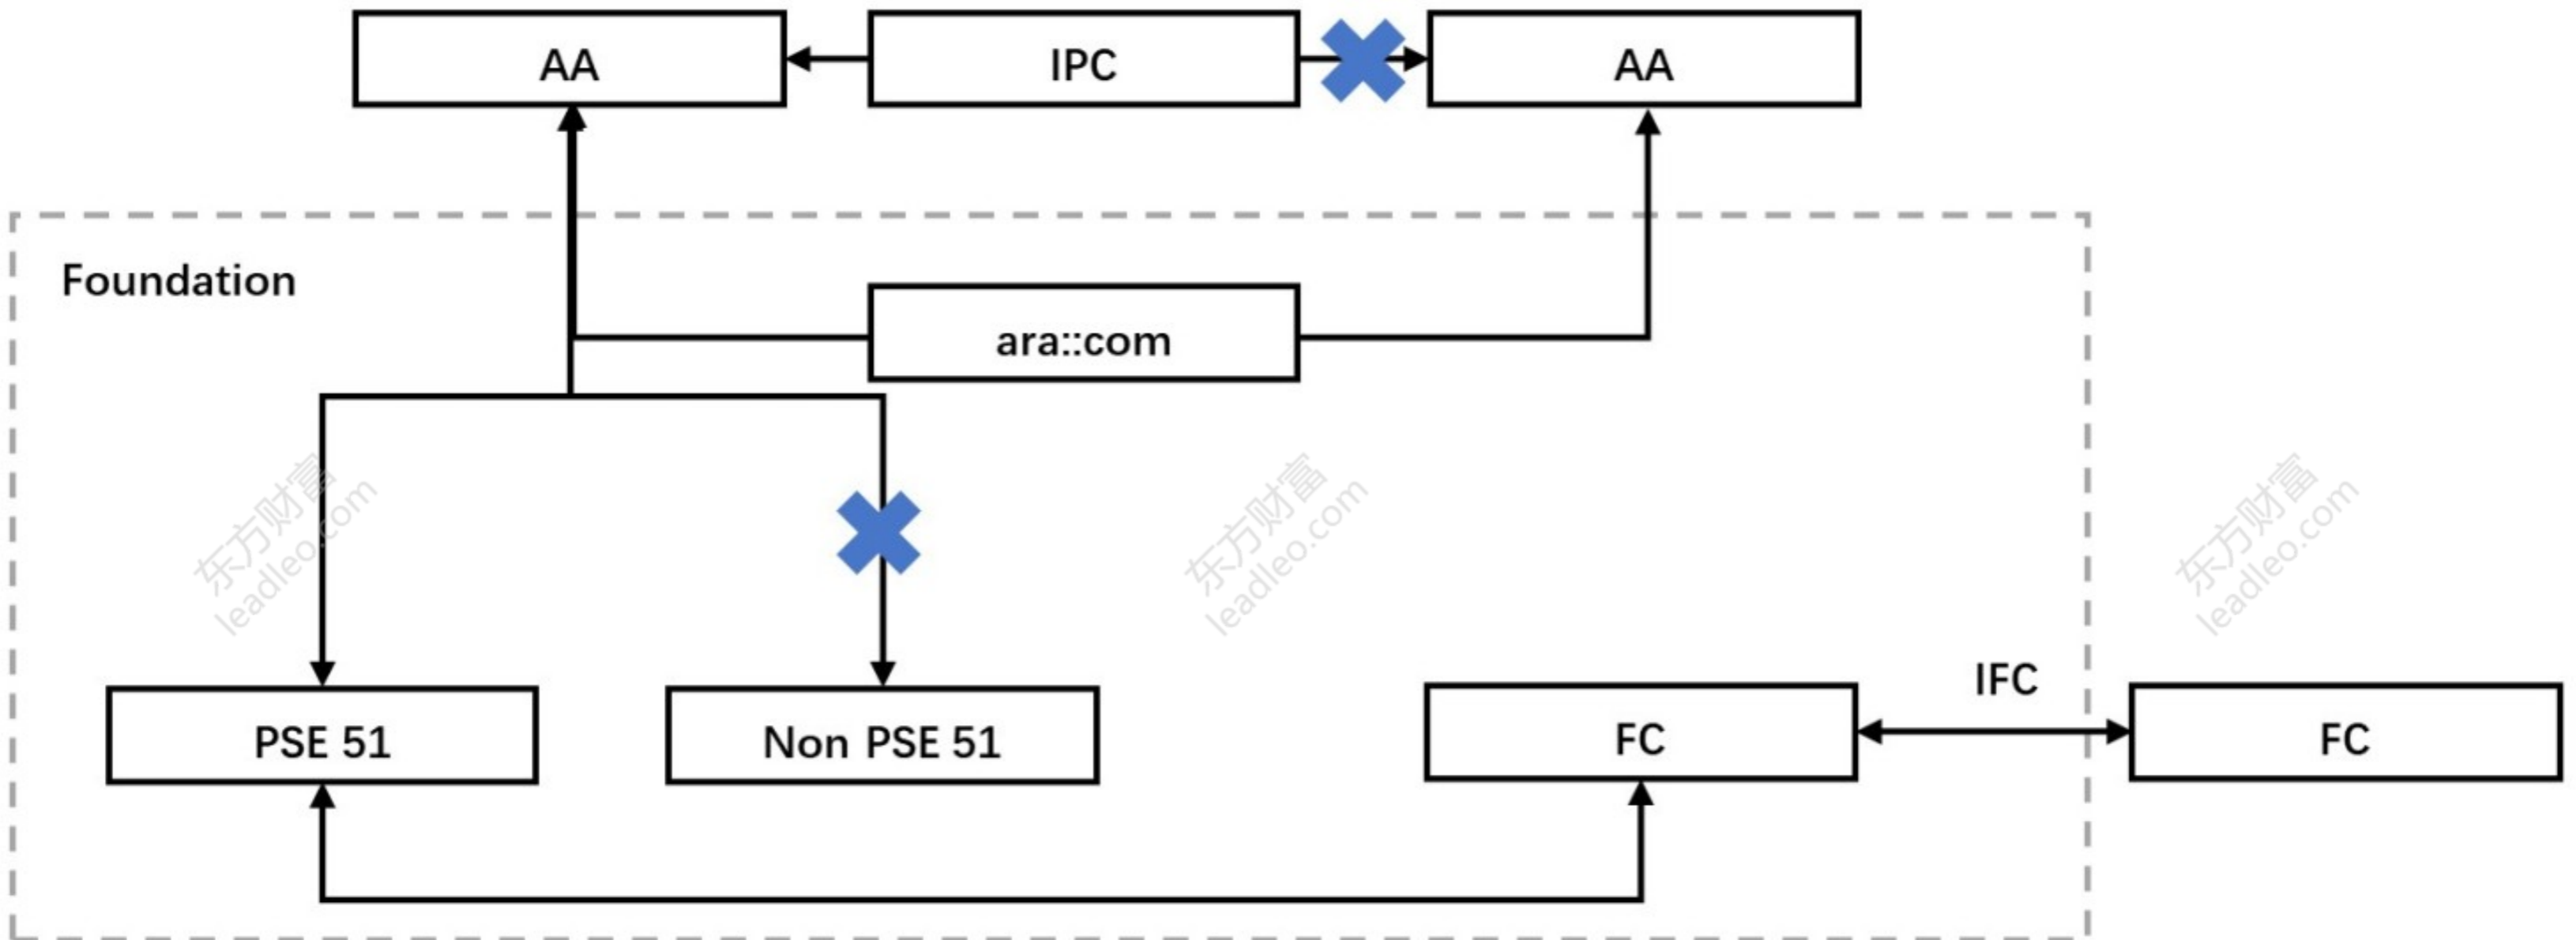 AA
IPC
AA
Foundation
ara::com
东方财富
leadleo.com
东方财富
leadleo.com
东方财富
leadleo.com
IFC
PSE 51
Non PSE 51
FC
FC